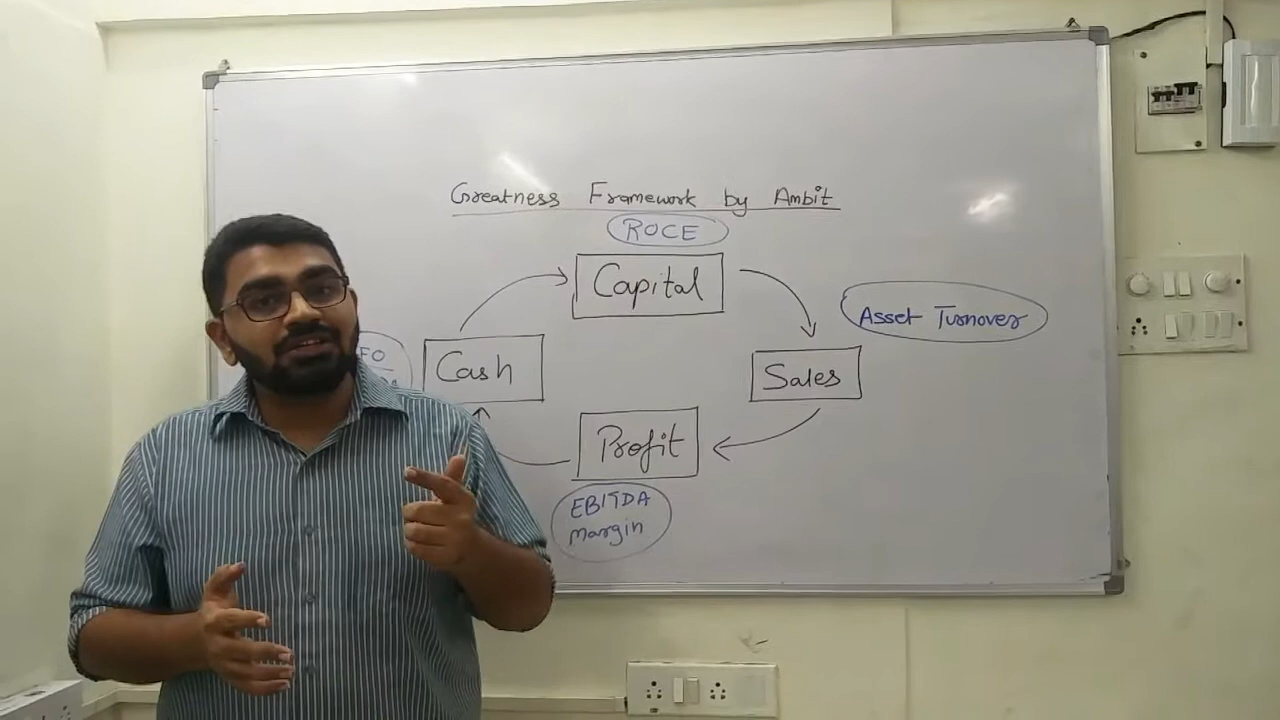 Greatness Framework by Ambit
ROCE
Capital
Asset Turnover
Sales
Profit
EBITDA
margin
Cash